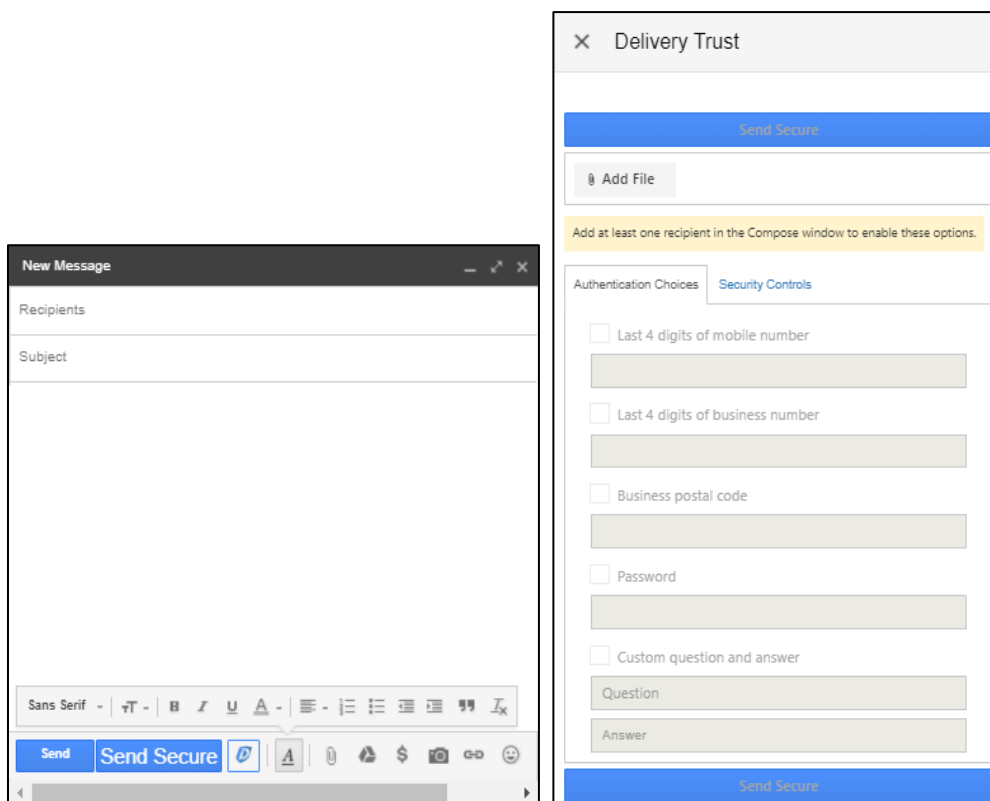 New Message
Recipients
Subject
Sans Serif
B I U A
Send
Send Secure
D
A
$
Delivery Trust
Send Secure
Add File
Add at least one recipient in the Compose window to enable these options.
Authentication Choices
Security Controls
Last 4 digits of mobile number
Last 4 digits of business number
Business postal code
Password
Custom question and answer
Question
Answer
Send Secure